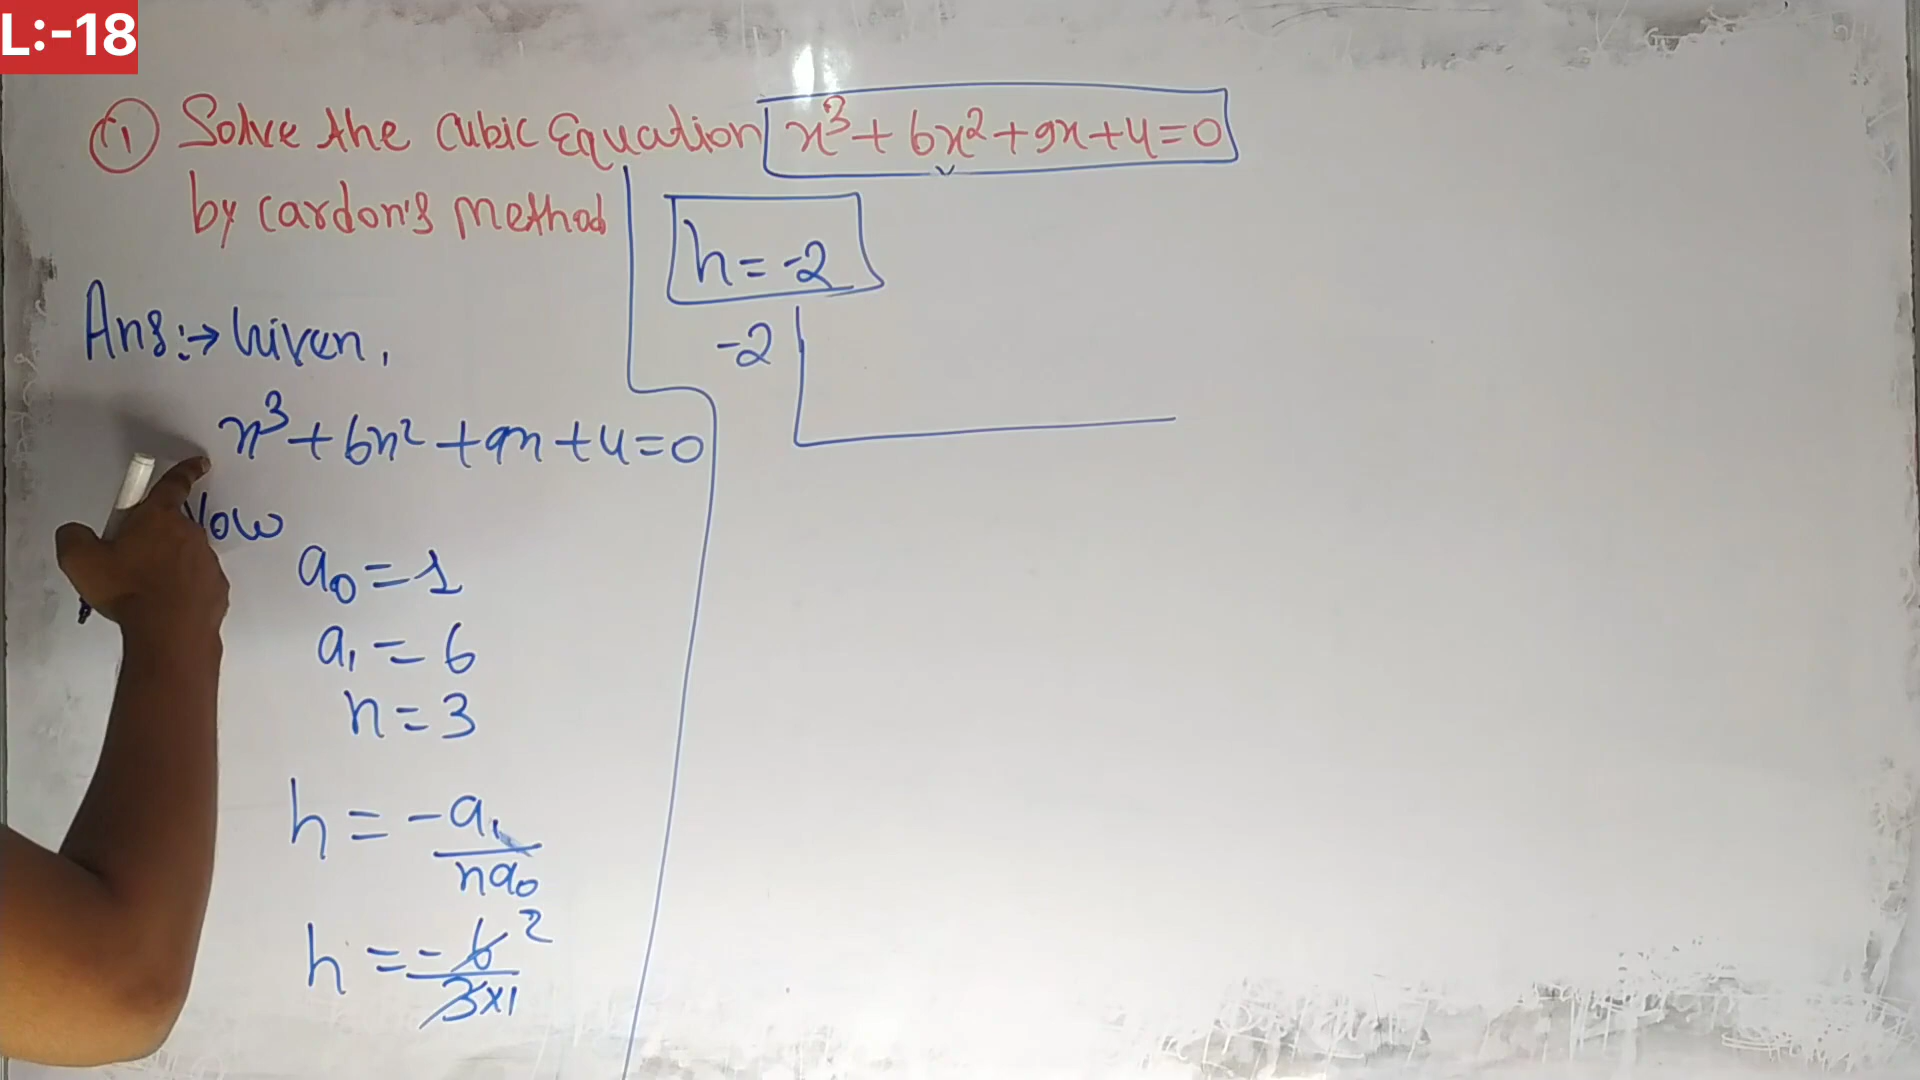 L:-18
① Solve the cubic Equation x³ + 6x² + 9x + 4 = 0
by cardon's method
Ans:→ Given,
x³ + 6x² + 9x + 4 = 0
Now
a₀ = 1
a₁ = 6
n = 3
h = -a₁/na₀
h = -6/3×1 2
h = -2
-2